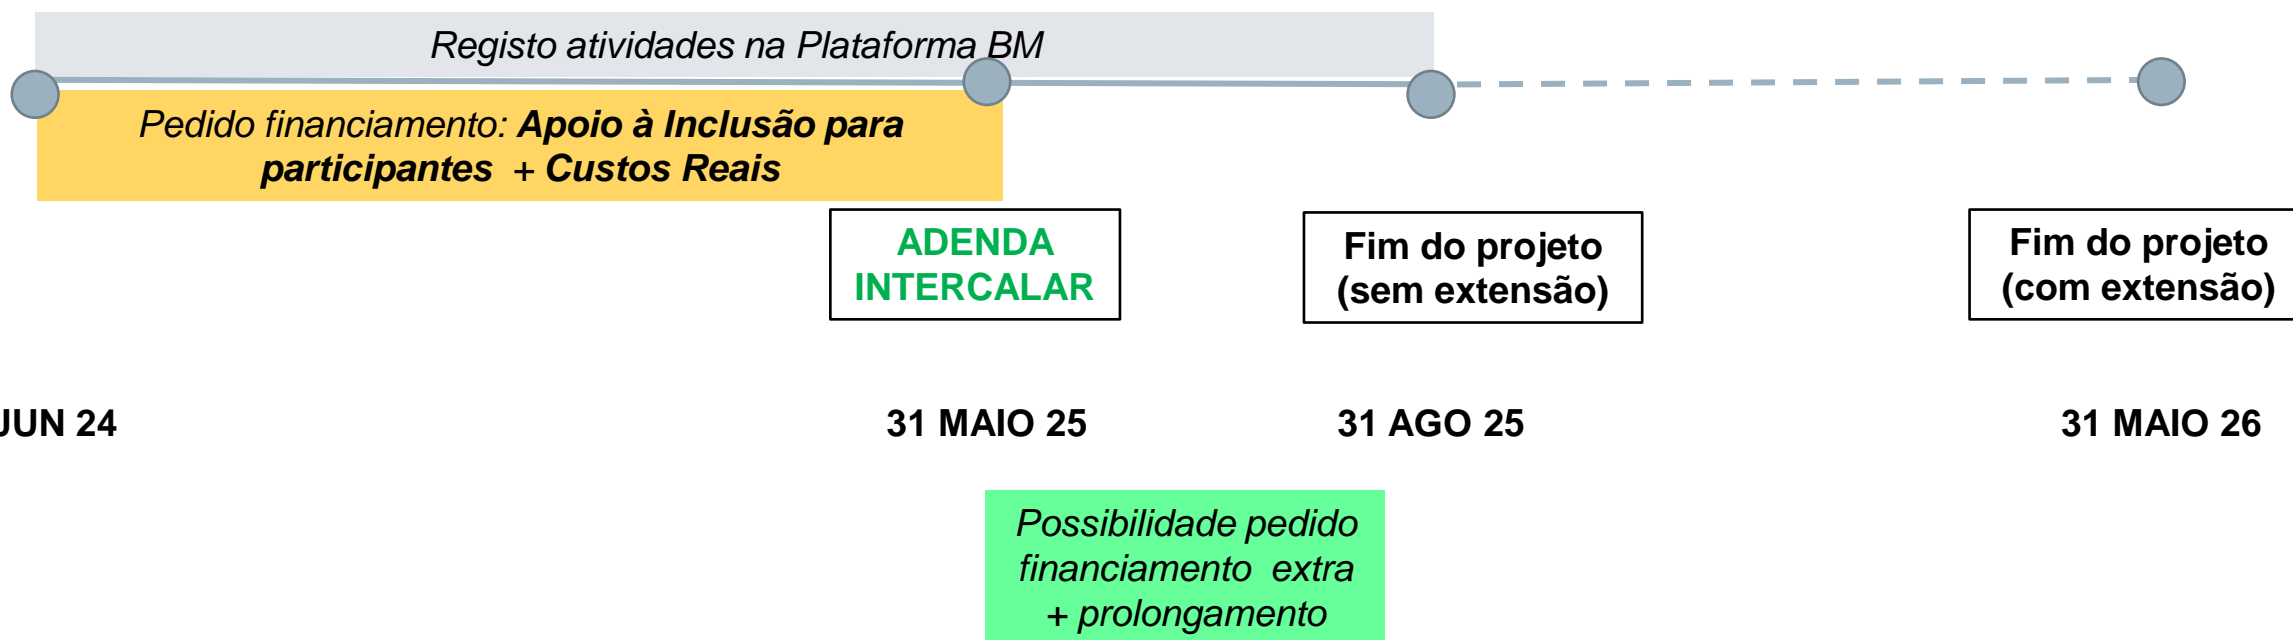 Registo atividades na Plataforma BM
Pedido financiamento: Apoio à Inclusão para
participantes + Custos Reais
ADENDA
INTERCALAR
Fim do projeto
(sem extensão)
Fim do projeto
(com extensão)
JUN 24
31 MAIO 25
31 AGO 25
31 MAIO 26
Possibilidade pedido
financiamento extra
+ prolongamento